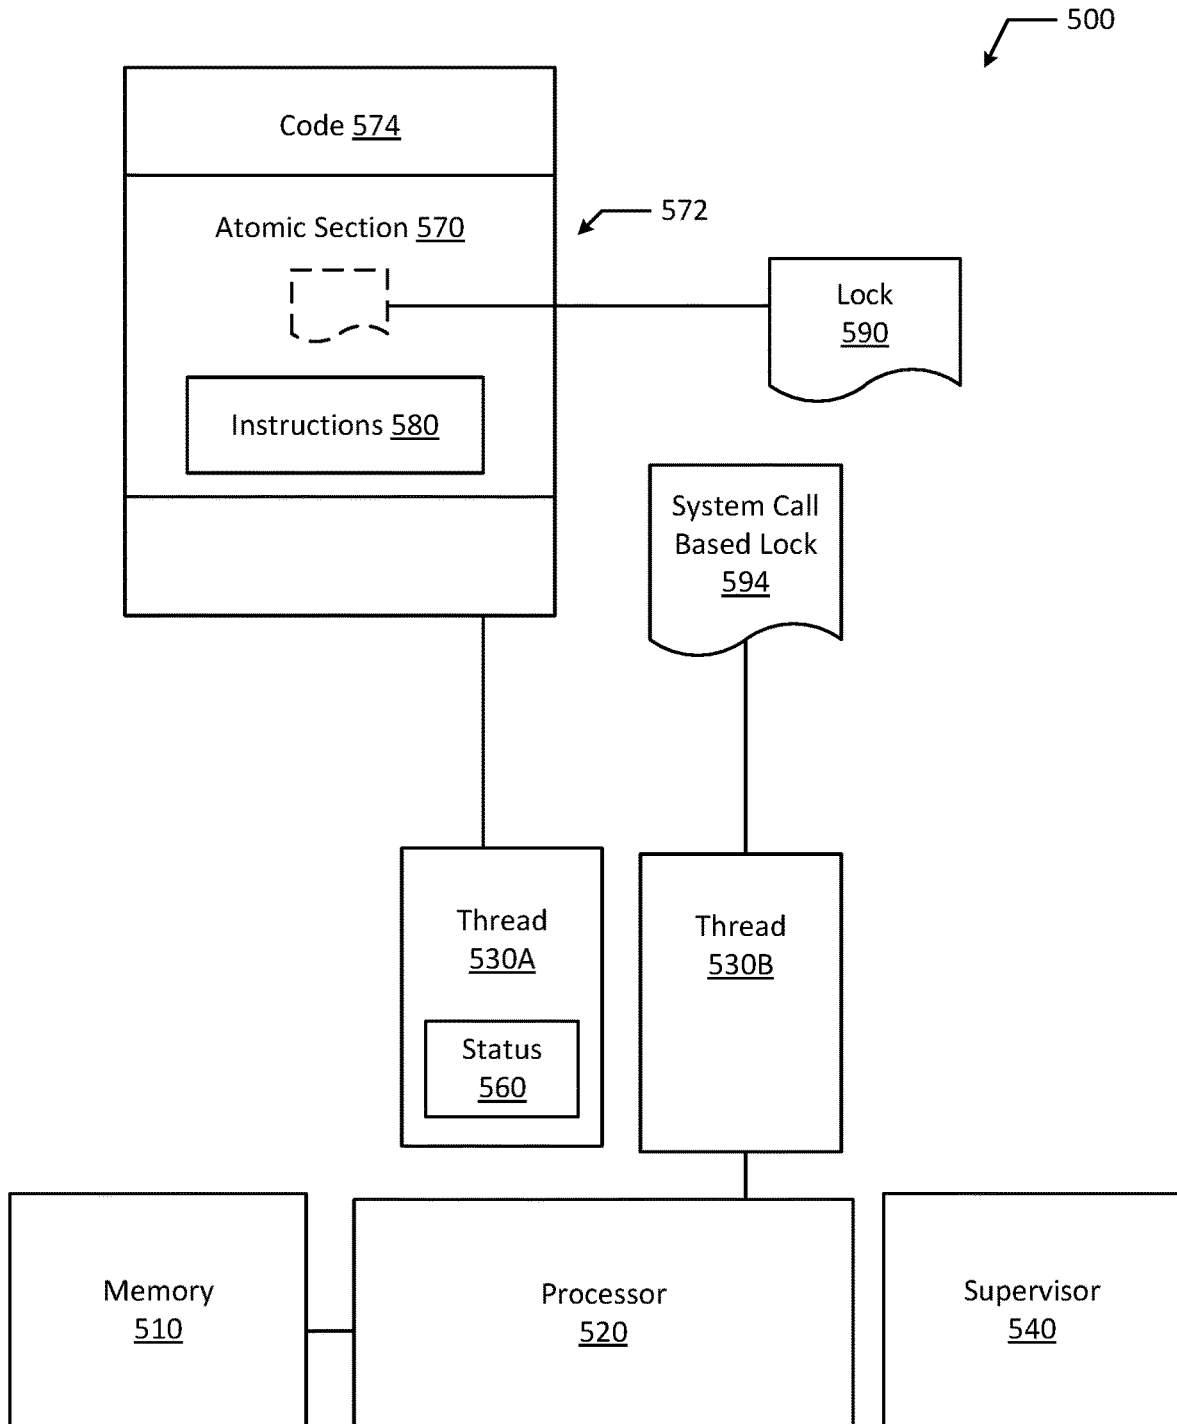 500
Code 574
Atomic Section 570
572
Lock
590
Instructions 580
System Call
Based Lock
594
Thread
530A
Thread
530B
Status
560
Memory
510
Processor
520
Supervisor
540